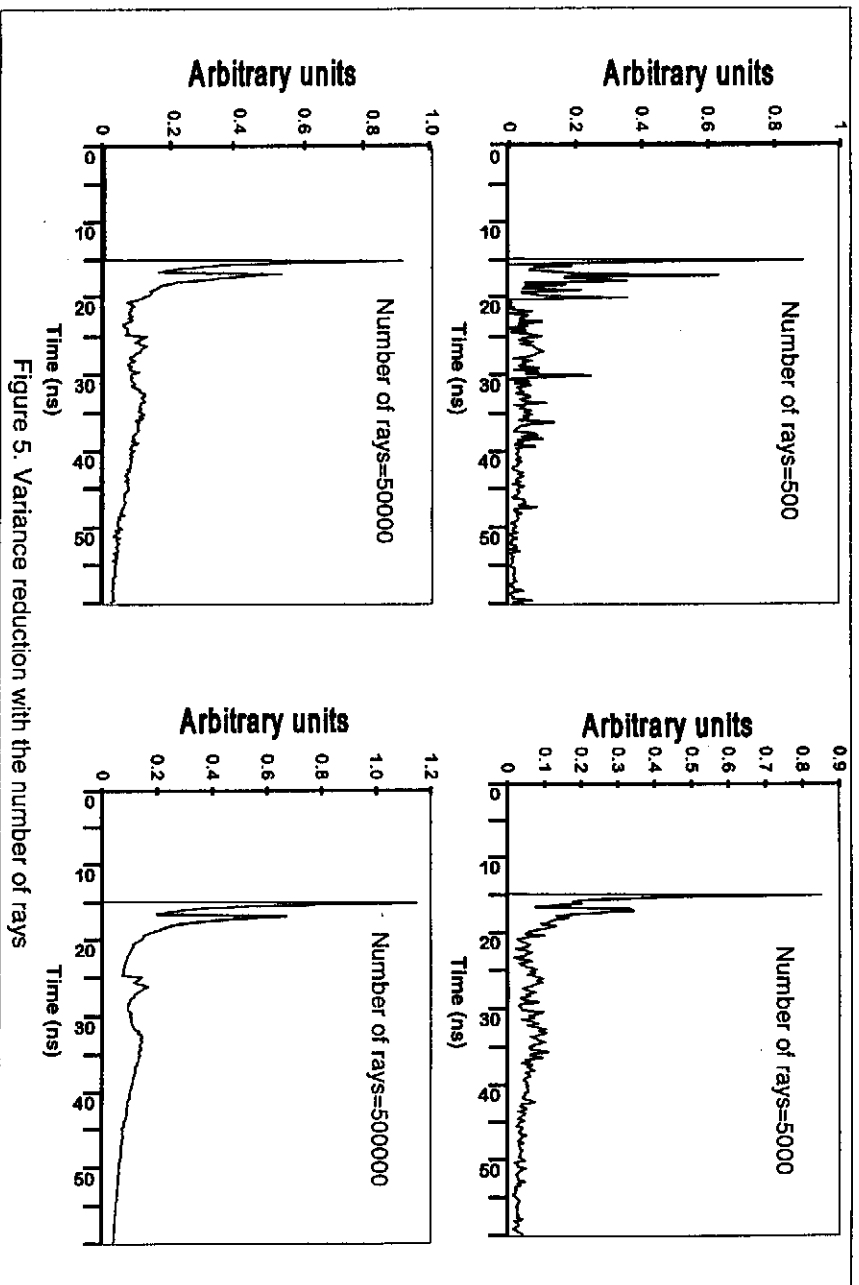 Arbitrary units
1
0.8
0.6
0.4
0.2
0
Number of rays=500
0 10 20 30 40 50
Time (ns)
Arbitrary units
0.9
0.8
0.7
0.6
0.5
0.4
0.3
0.2
0.1
0
Number of rays=5000
0 10 20 30 40 50
Time (ns)
Arbitrary units
1.0
0.8
0.6
0.4
0.2
0
Number of rays=50000
0 10 20 30 40 50
Time (ns)
Arbitrary units
1.2
1.0
0.8
0.6
0.4
0.2
0
Number of rays=500000
0 10 20 30 40 50
Time (ns)
Figure 5. Variance reduction with the number of rays